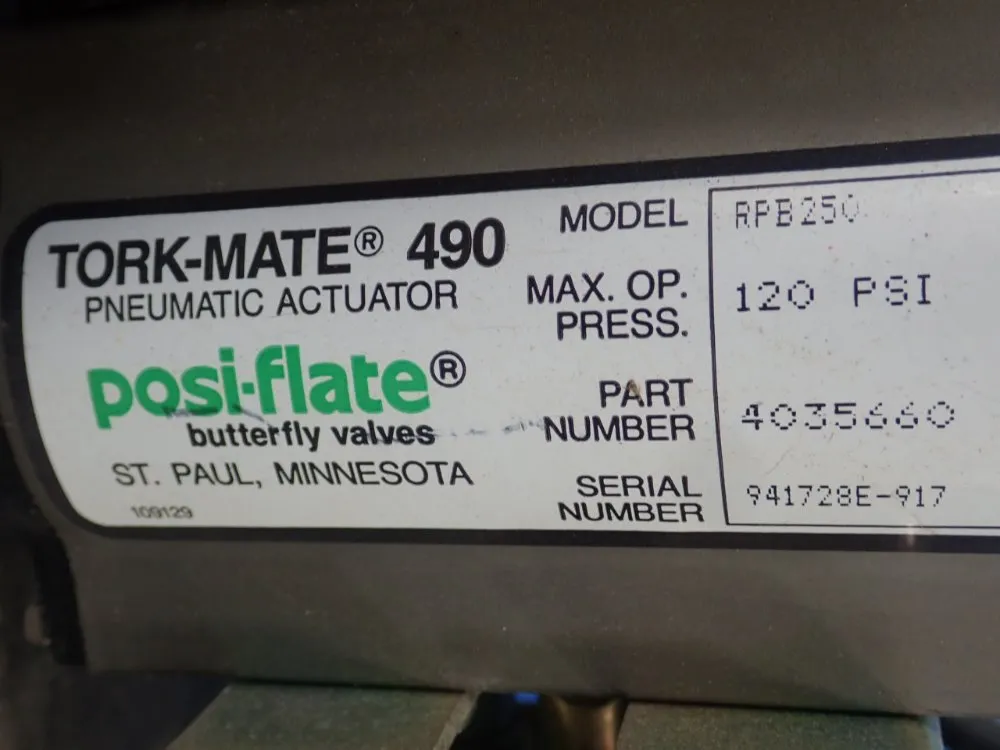 TORK-MATE® 490
PNEUMATIC ACTUATOR
posi-flate®
butterfly valves
ST. PAUL, MINNESOTA
109129
MODEL RPB250
MAX. OP. PRESS. 120 PSI
PART NUMBER 4035660
SERIAL NUMBER 941728E-917